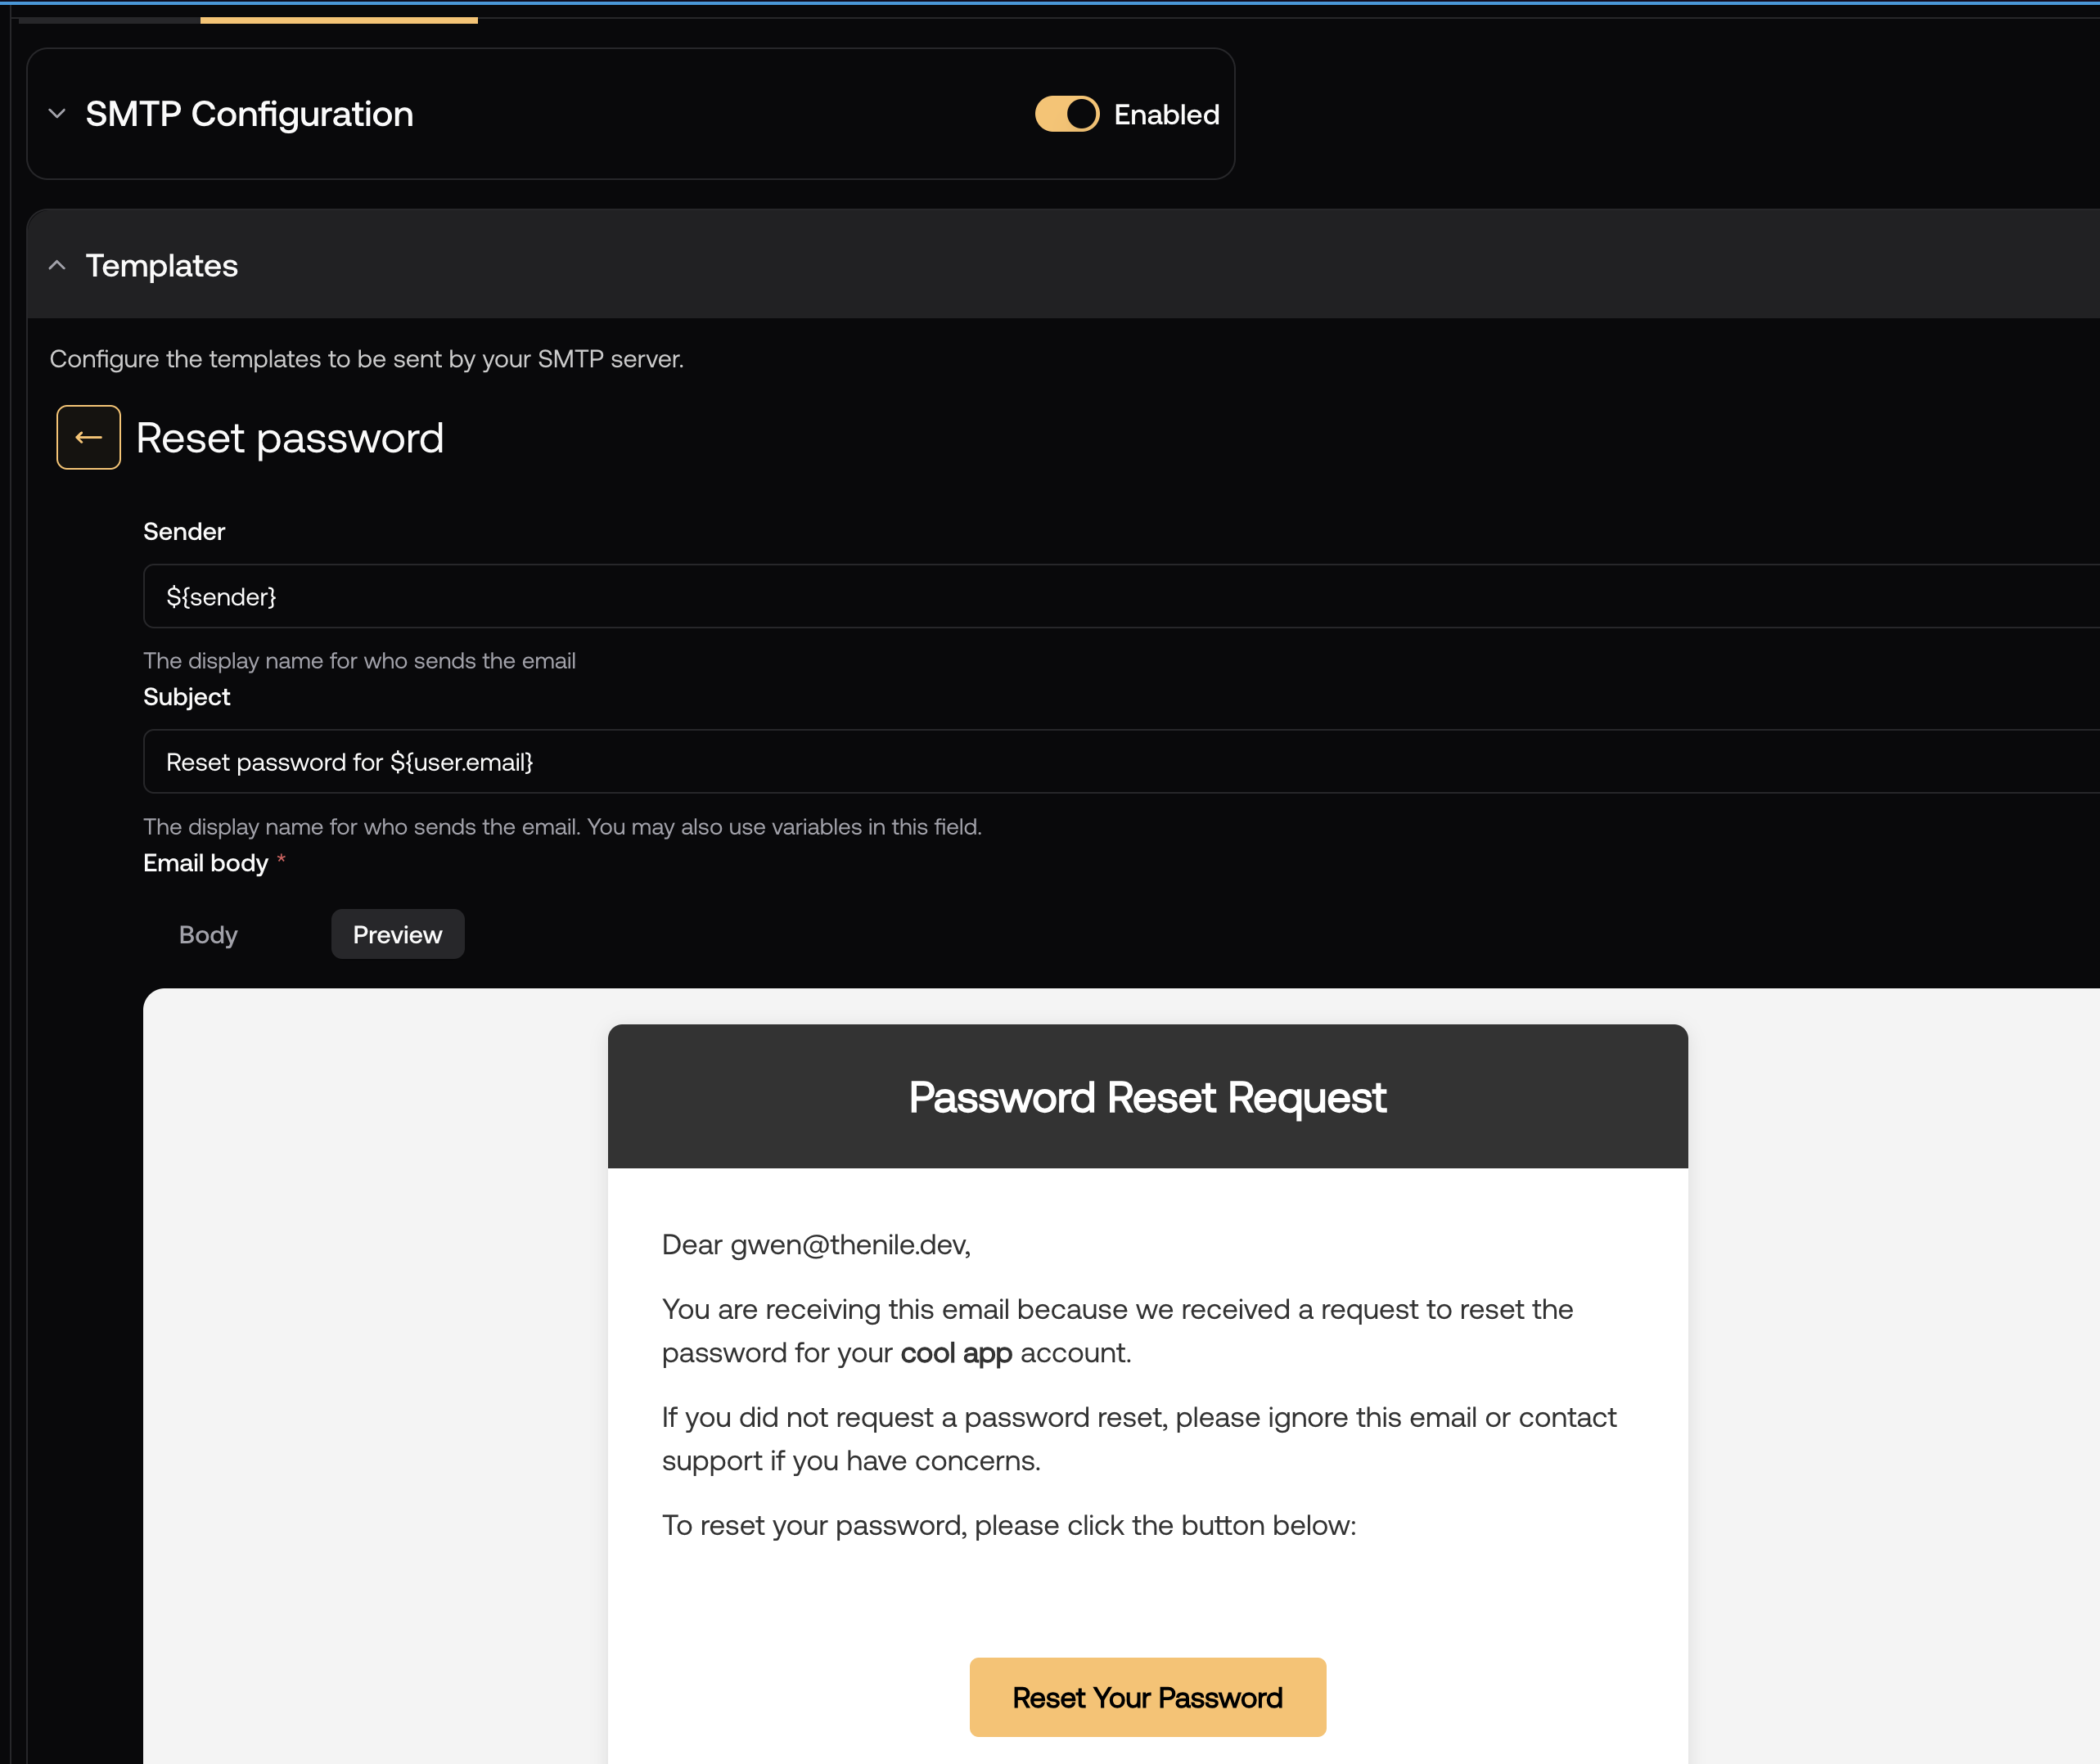 SMTP Configuration
Enabled
Templates
Configure the templates to be sent by your SMTP server.
Reset password
Sender
${sender}
The display name for who sends the email
Subject
Reset password for ${user.email}
The display name for who sends the email. You may also use variables in this field.
Email body *
Body
Preview
Password Reset Request
Dear gwen@thenile.dev,
You are receiving this email because we received a request to reset the
password for your cool app account.
If you did not request a password reset, please ignore this email or contact
support if you have concerns.
To reset your password, please click the button below:
Reset Your Password